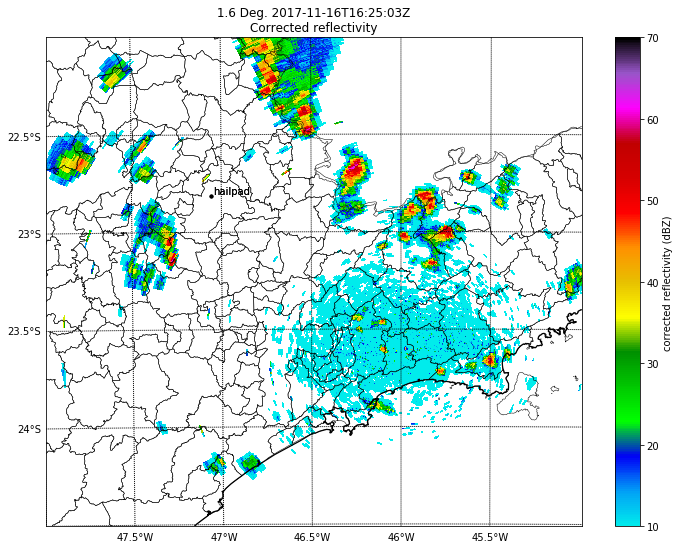 1.6 Deg. 2017-11-16T16:25:03Z
Corrected reflectivity
22.5°S
23°S
23.5°S
24°S
hailpad
47.5°W
47°W
46.5°W
46°W
45.5°W
70
60
50
40
30
20
10
corrected reflectivity (dBZ)